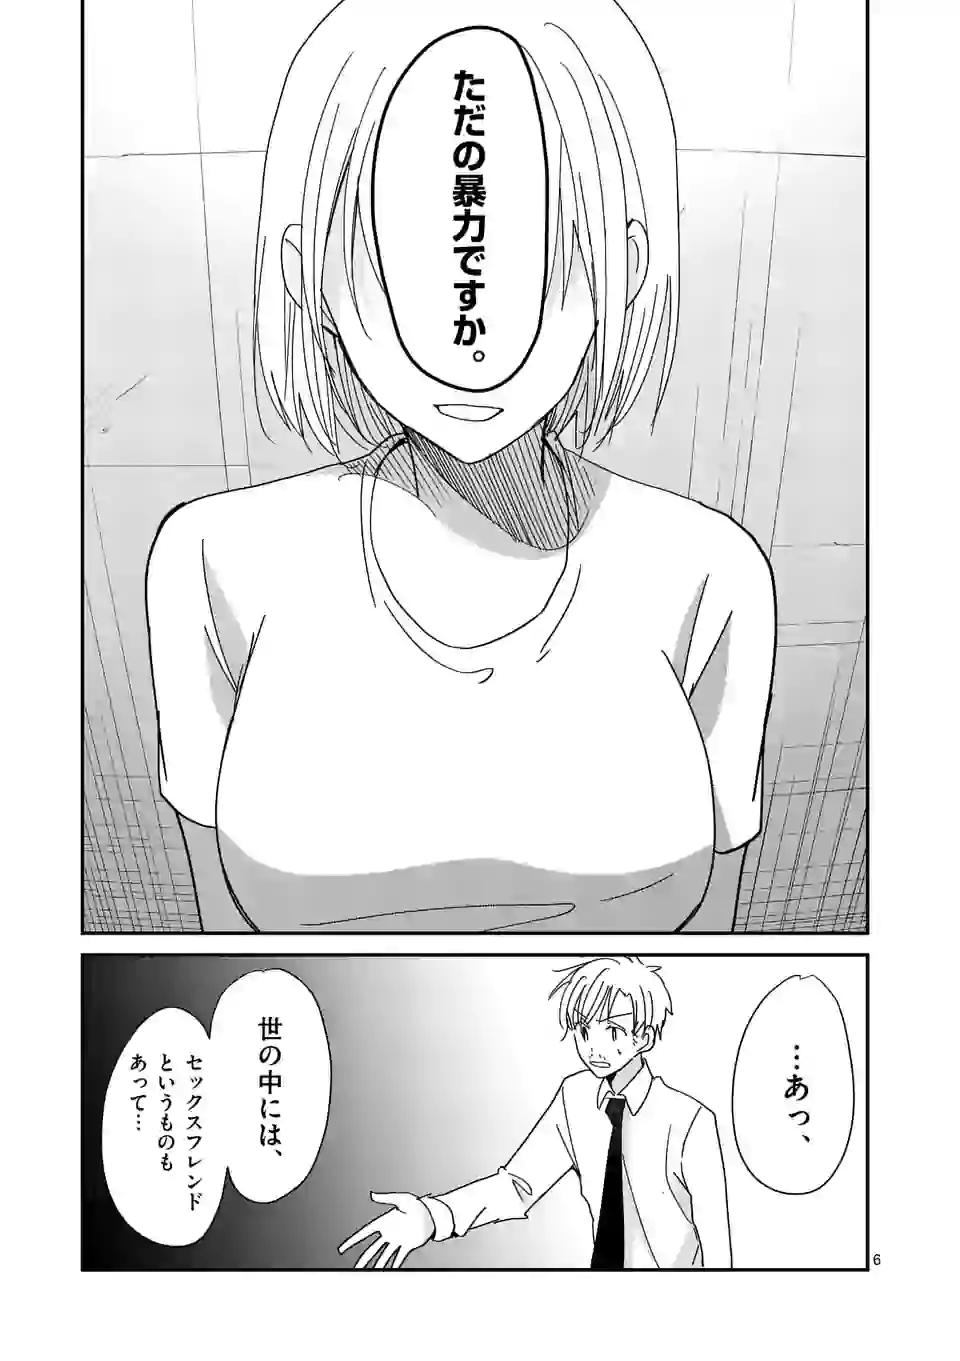 ただの暴力ですか。
…あっ、
世の中には、
セックスフレンド
というものも
あって…
6